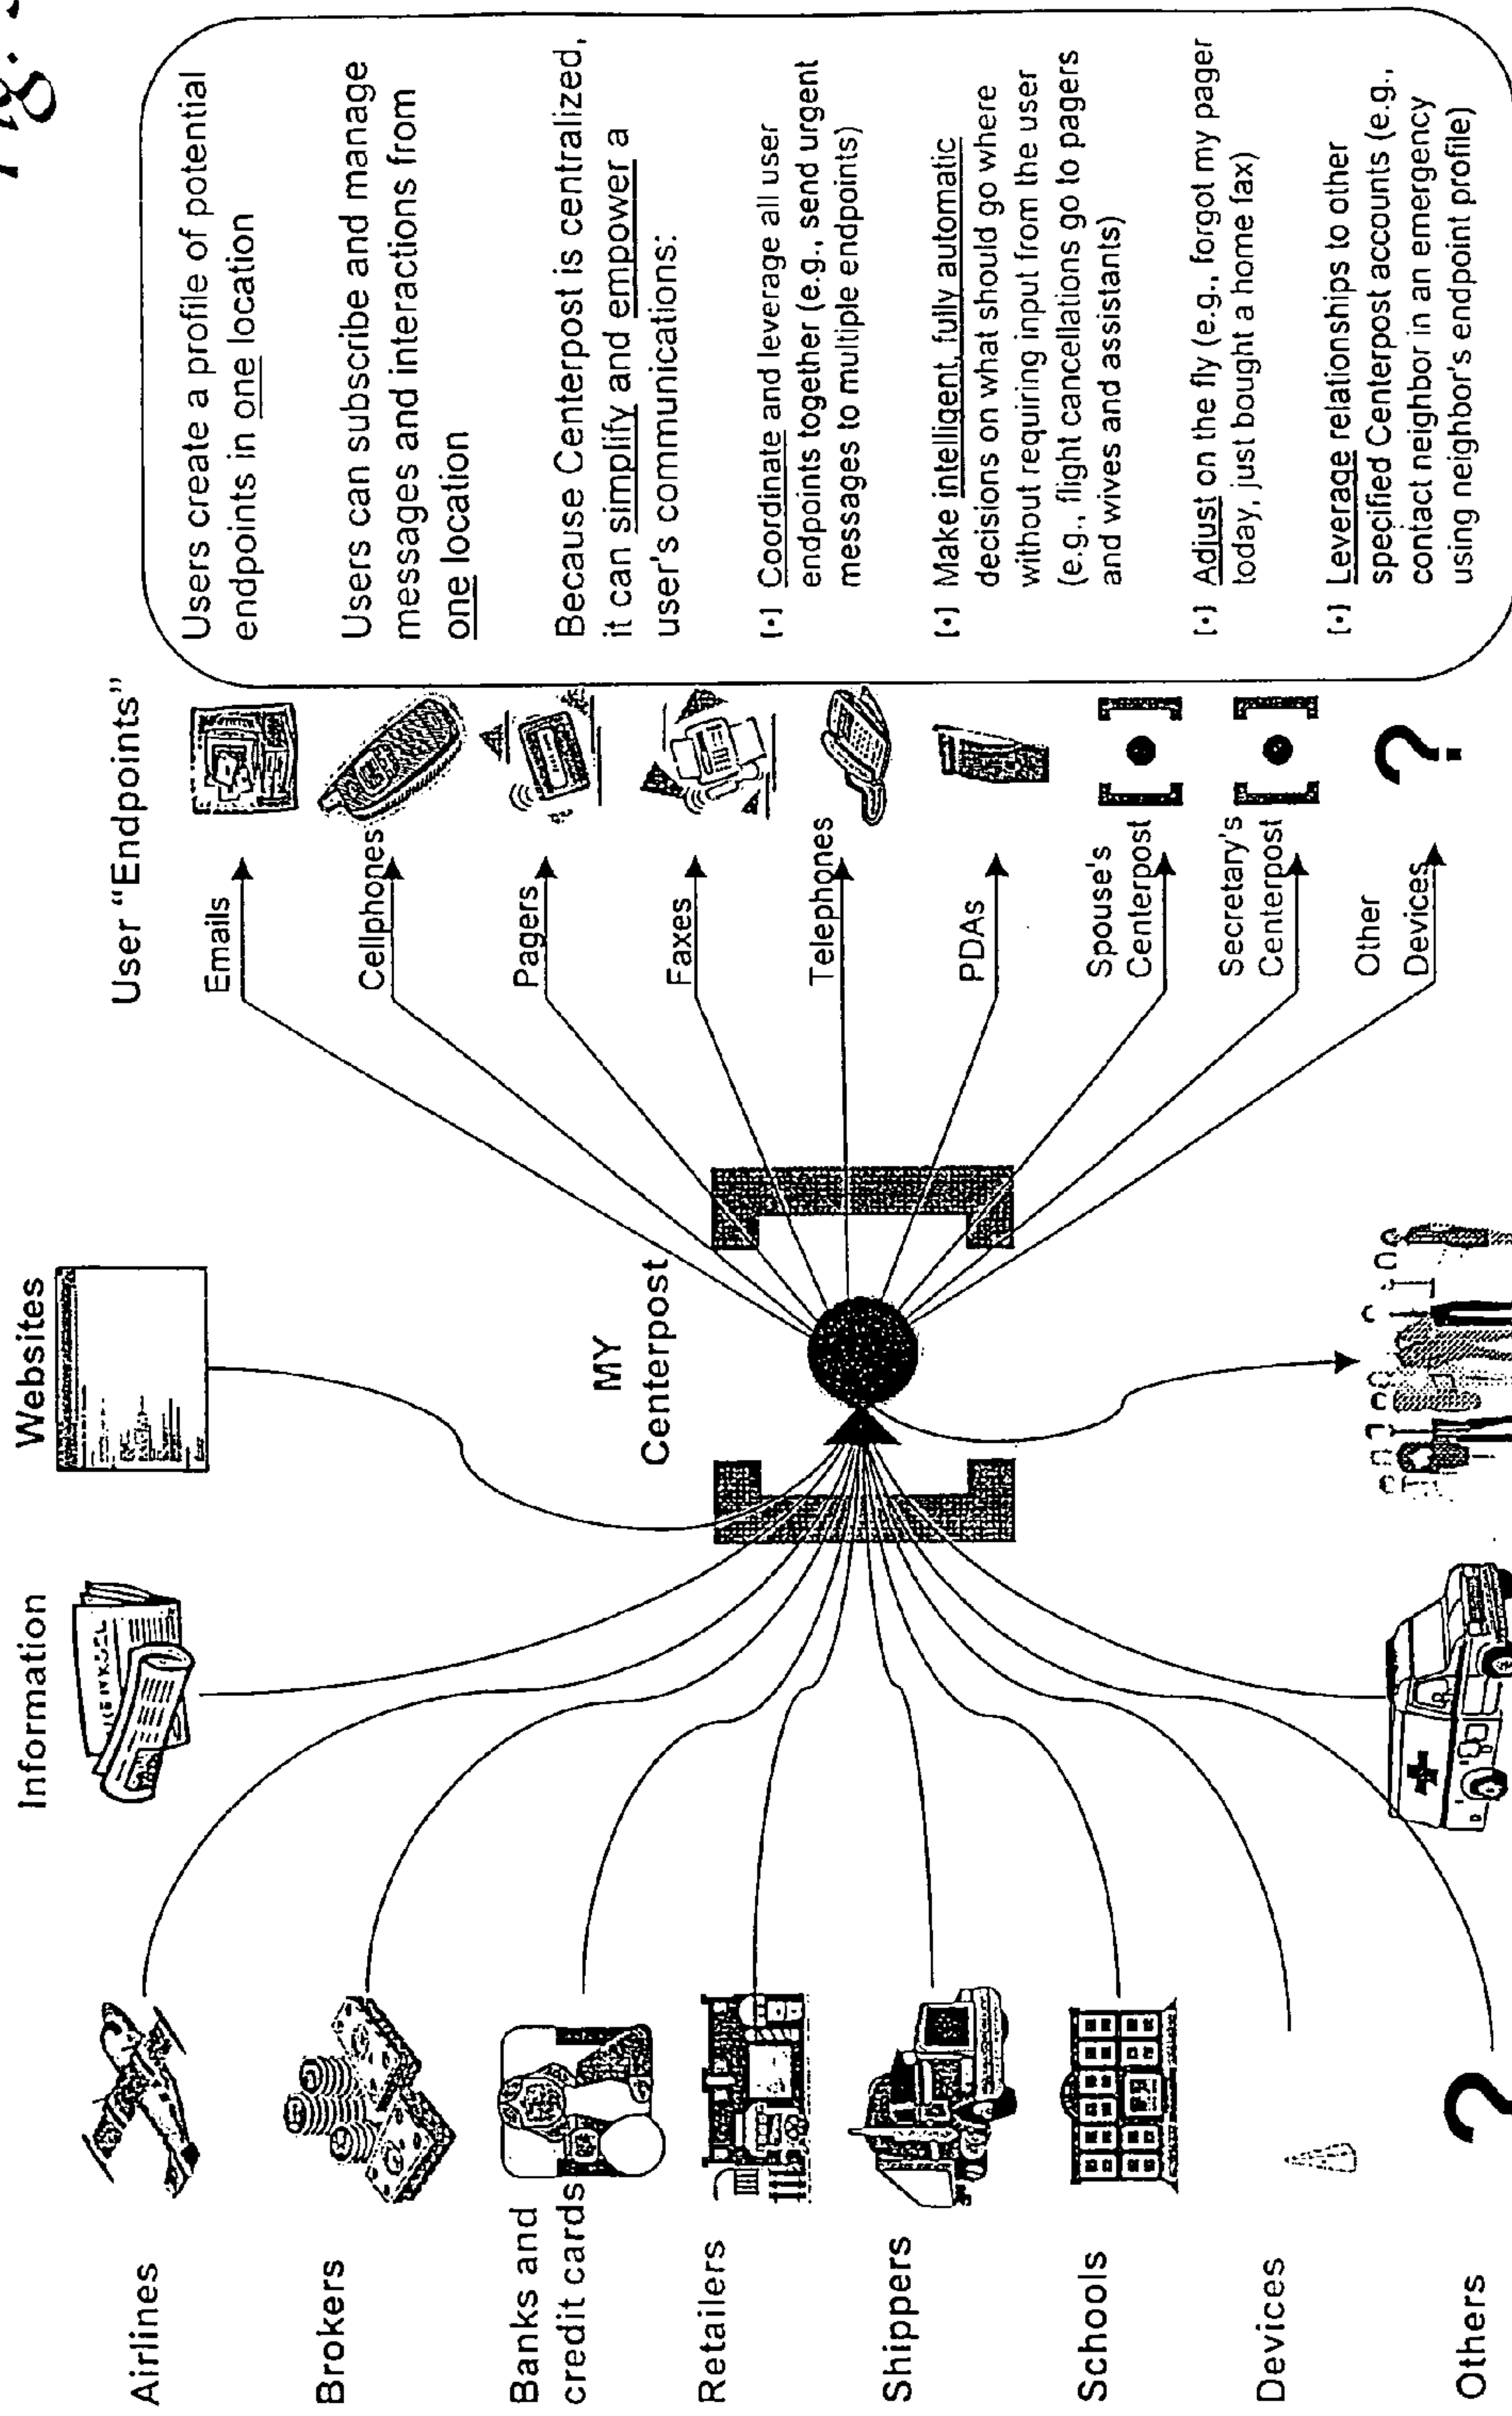 Information
Websites
User “Endpoints”
Airlines
Brokers
Banks and
credit cards
Retailers
Shippers
Schools
Devices
Others
MY
Centerpost
Emails
Cellphones
Pagers
Faxes
Telephones
PDAs
Spouse's
Centerpost
Secretary's
Centerpost
Other
Devices
Users create a profile of potential
endpoints in one location
Users can subscribe and manage
messages and interactions from
one location
Because Centerpost is centralized,
it can simplify and empower a
user's communications:
[•] Coordinate and leverage all user
endpoints together (e.g., send urgent
messages to multiple endpoints)
[•] Make intelligent, fully automatic
decisions on what should go where
without requiring input from the user
(e.g., flight cancellations go to pagers
and wives and assistants)
[•] Adjust on the fly (e.g., forgot my pager
today, just bought a home fax)
[•] Leverage relationships to other
specified Centerpost accounts (e.g.,
contact neighbor in an emergency
using neighbor's endpoint profile)
?
?